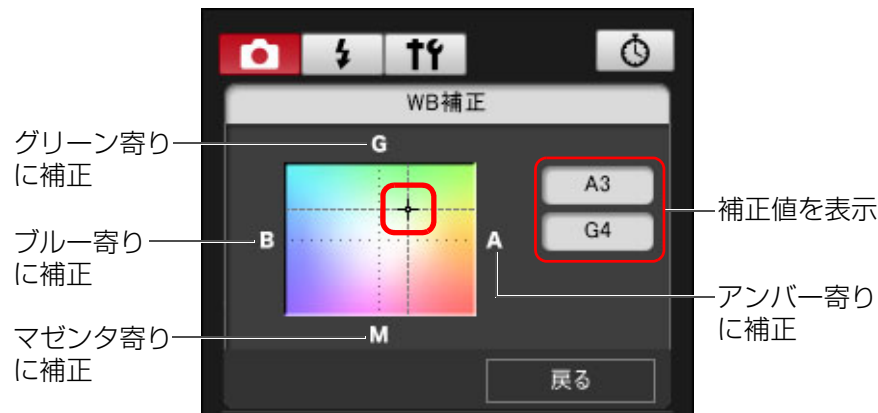 WB補正
グリーン寄り
に補正
G
A3
G4
補正値を表示
ブルー寄り
に補正
B
A
アンバー寄り
に補正
マゼンタ寄り
に補正
M
戻る